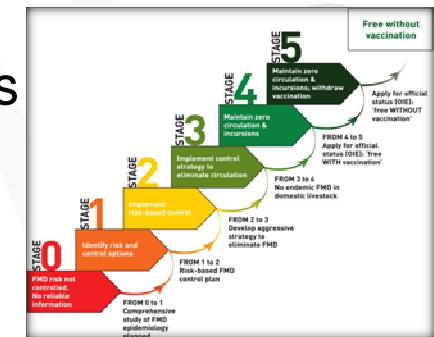 s
Free without
vaccination
STAGE 5
Maintain zero
circulation &
incursions; withdraw
vaccination
Apply for official
status (OIE):
'free WITHOUT
vaccination'
STAGE 4
Maintain zero
circulation &
incursions
FROM 4 to 5
Apply for official
status (OIE): 'free
WITH vaccination'
STAGE 3
Implement control
strategy to
eliminate circulation
FROM 3 to 4
No endemic FMD in
domestic livestock
STAGE 2
Implement
risk-based control
FROM 2 to 3
Develop aggressive
strategy to
eliminate FMD
STAGE 1
Identify risk and
control options
FROM 1 to 2
Risk-based FMD
control plan
STAGE 0
FMD risk not
controlled.
No reliable
information
FROM 0 to 1
Comprehensive
study of FMD
epidemiology
planned